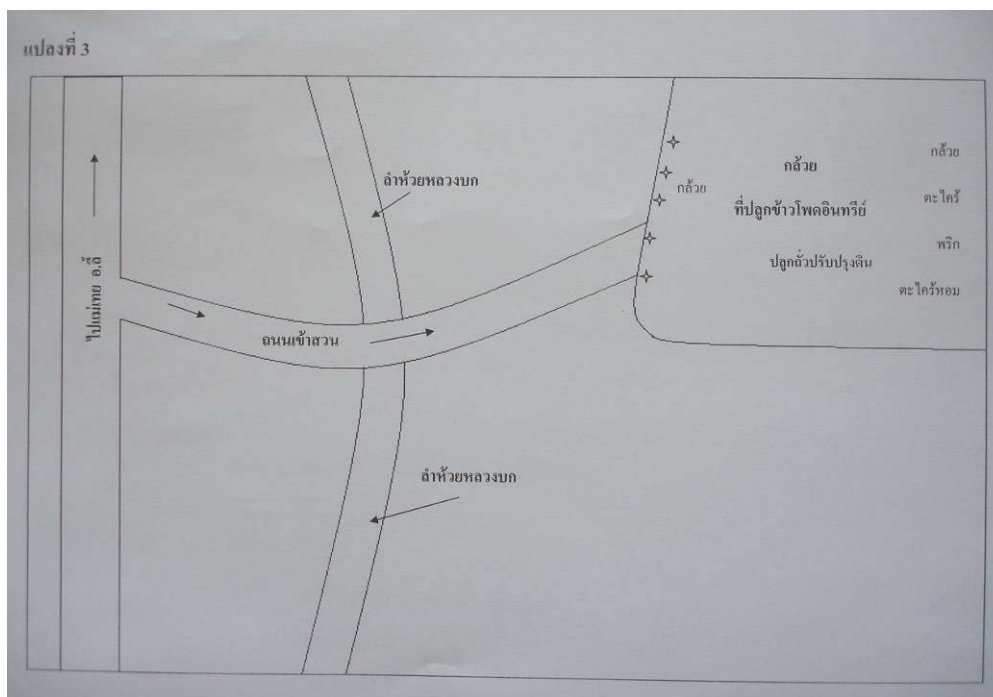 แปลงที่ 3
ลำห้วยหลวงบก
กล้วย
กล้วย
กล้วย
ที่ปลูกข้าวโพดอินทรีย์
ตะไคร้
พริก
ปลูกถั่วปรับปรุงดิน
ตะไคร้หอม
ไปแม่เทย อ.ลี้
ถนนเข้าสวน
ลำห้วยหลวงบก